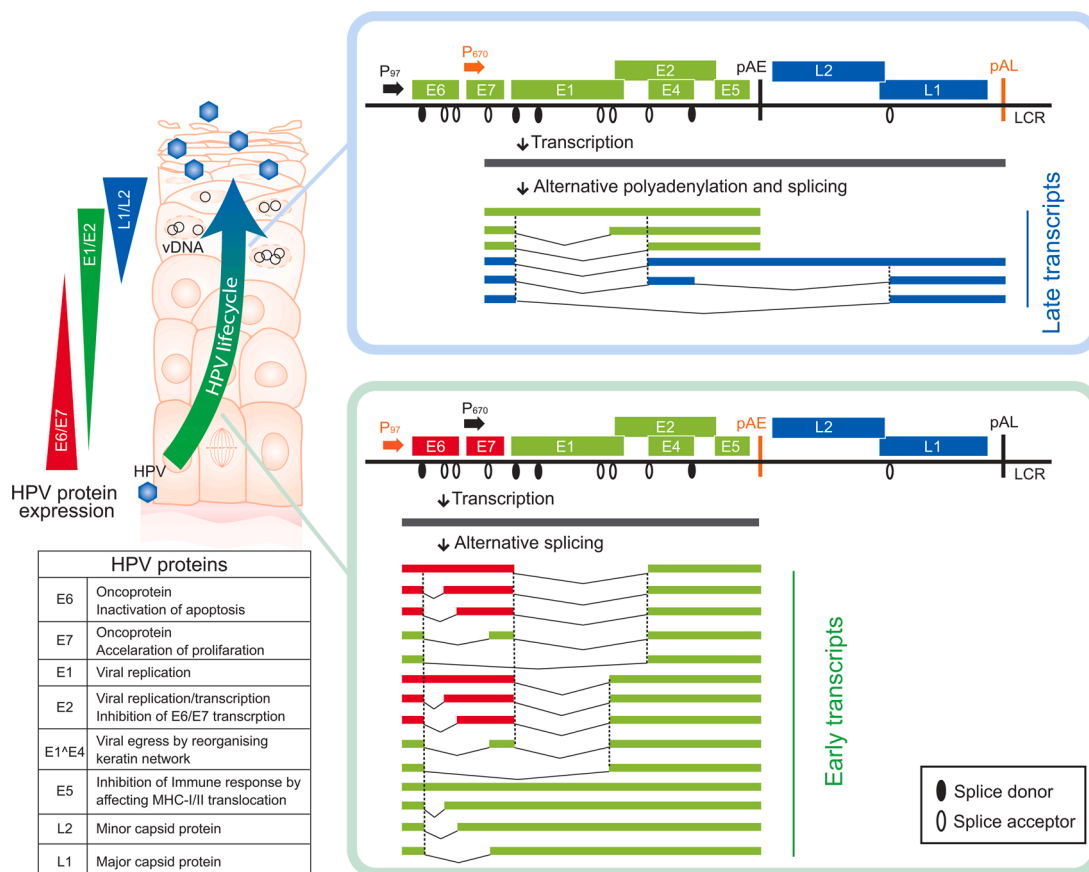 P670
P97
E6
E7
E1
E2
E4
E5
pAE
L2
L1
pAL
LCR
Transcription
Alternative polyadenylation and splicing
Late transcripts
L1/L2
E1/E2
E6/E7
vDNA
HPV lifecycle
HPV
HPV protein
expression
P670
P97
E6
E7
E1
E2
E4
E5
pAE
L2
L1
pAL
LCR
Transcription
Alternative splicing
Early transcripts
Splice donor
Splice acceptor
HPV proteins
E6
Oncoprotein
Inactivation of apoptosis
E7
Oncoprotein
Accelaration of prolifaration
E1
Viral replication
E2
Viral replication/transcription
Inhibition of E6/E7 transcrption
E1^E4
Viral egress by reorganising
keratin network
E5
Inhibition of Immune response by
affecting MHC-I/II translocation
L2
Minor capsid protein
L1
Major capsid protein